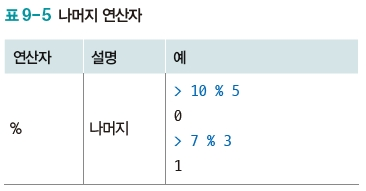 표 9-5 나머지 연산자
연산자 설명 예
> 10 % 5
0
% 나머지
> 7 % 3
1